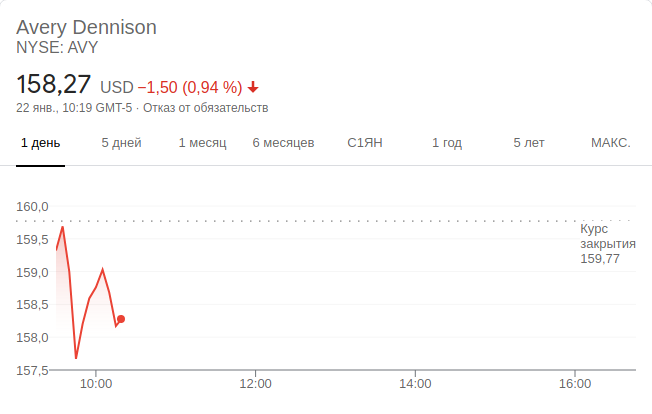 Avery Dennison
NYSE: AVY
158,27 USD −1,50 (0,94 %)
22 янв., 10:19 GMT-5 · Отказ от обязательств
1 день 5 дней 1 месяц 6 месяцев С1ЯН 1 год 5 лет МАКС.
160,0
159,5
159,0
158,5
158,0
157,5
Курс
закрытия
159,77
10:00 12:00 14:00 16:00